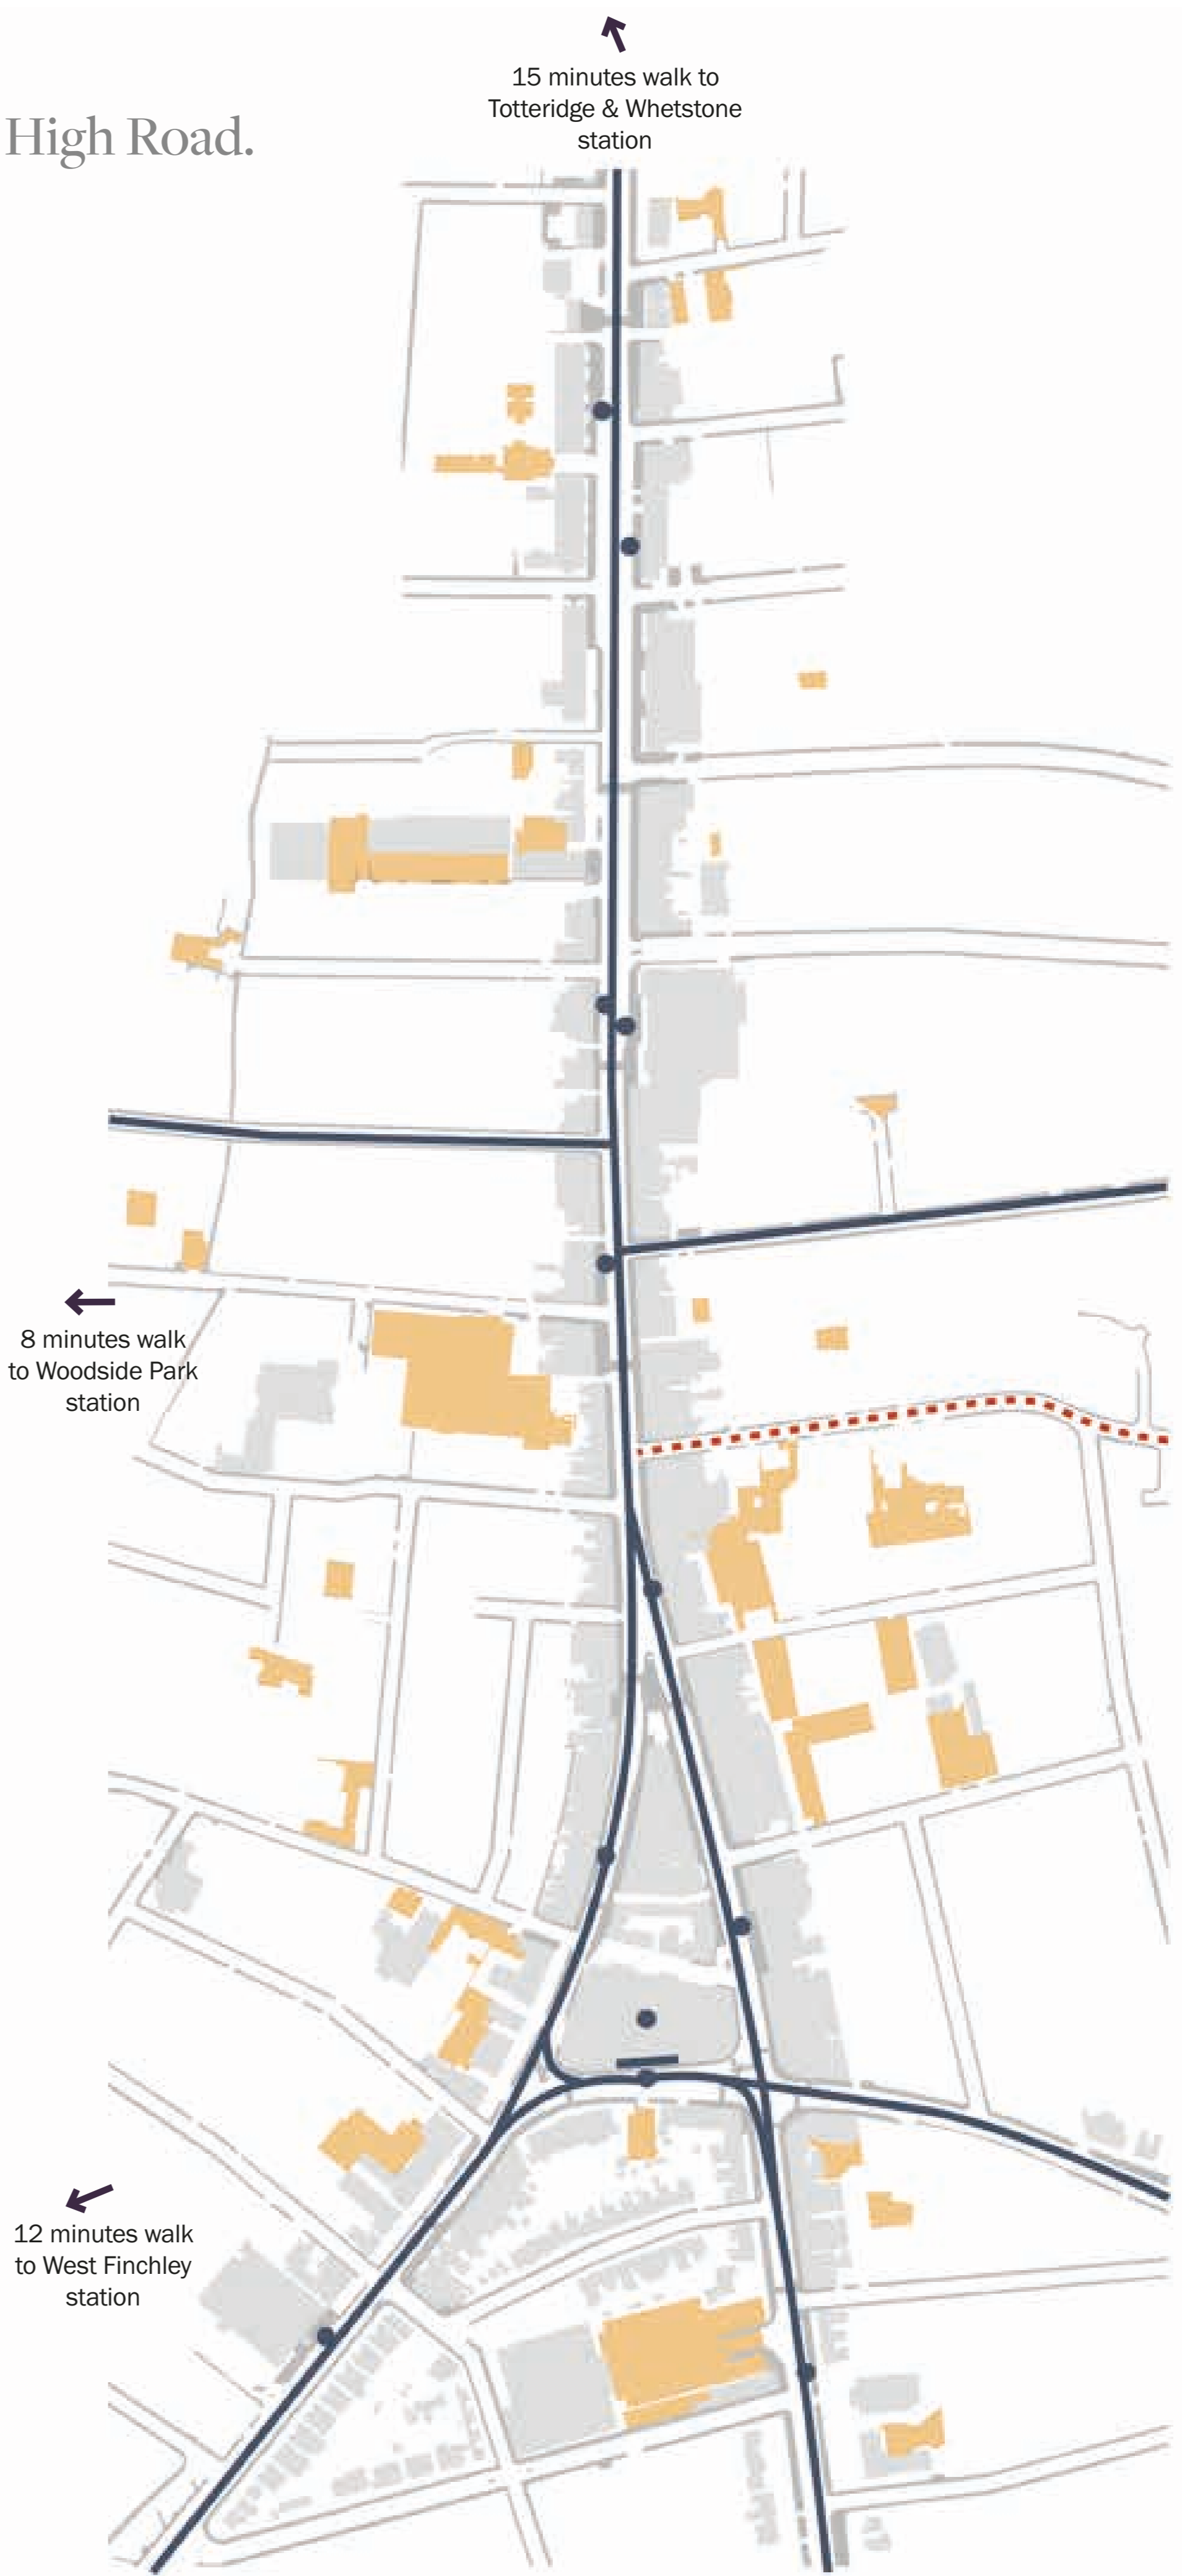 15 minutes walk to
Totteridge & Whetstone
station
High Road.
8 minutes walk
to Woodside Park
station
12 minutes walk
to West Finchley
station